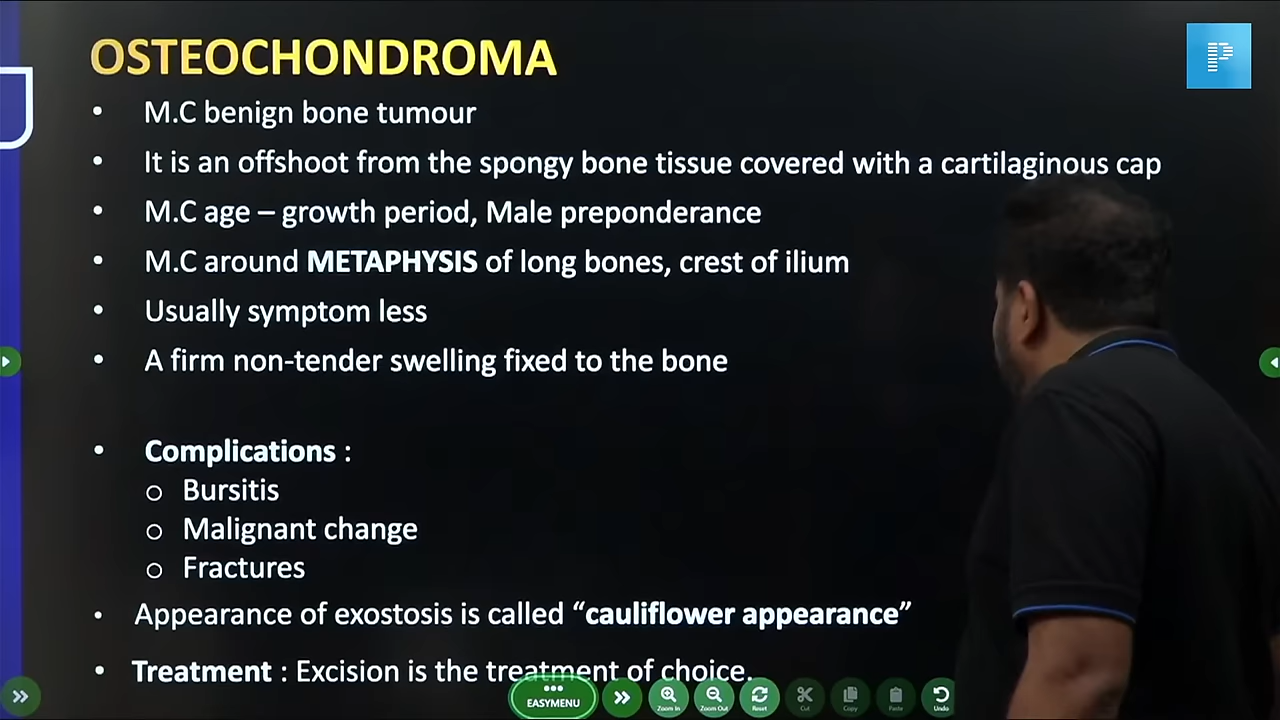 OSTEOCHONDROMA
P
• M.C benign bone tumour
• It is an offshoot from the spongy bone tissue covered with a cartilaginous cap
• M.C age – growth period, Male preponderance
• M.C around METAPHYSIS of long bones, crest of ilium
• Usually symptom less
• A firm non-tender swelling fixed to the bone
• Complications :
o Bursitis
o Malignant change
o Fractures
• Appearance of exostosis is called “cauliflower appearance”
• Treatment : Excision is the treatment of choice.
EASYMENU
Zoom In Zoom Out Reset Cut Copy Paste Undo